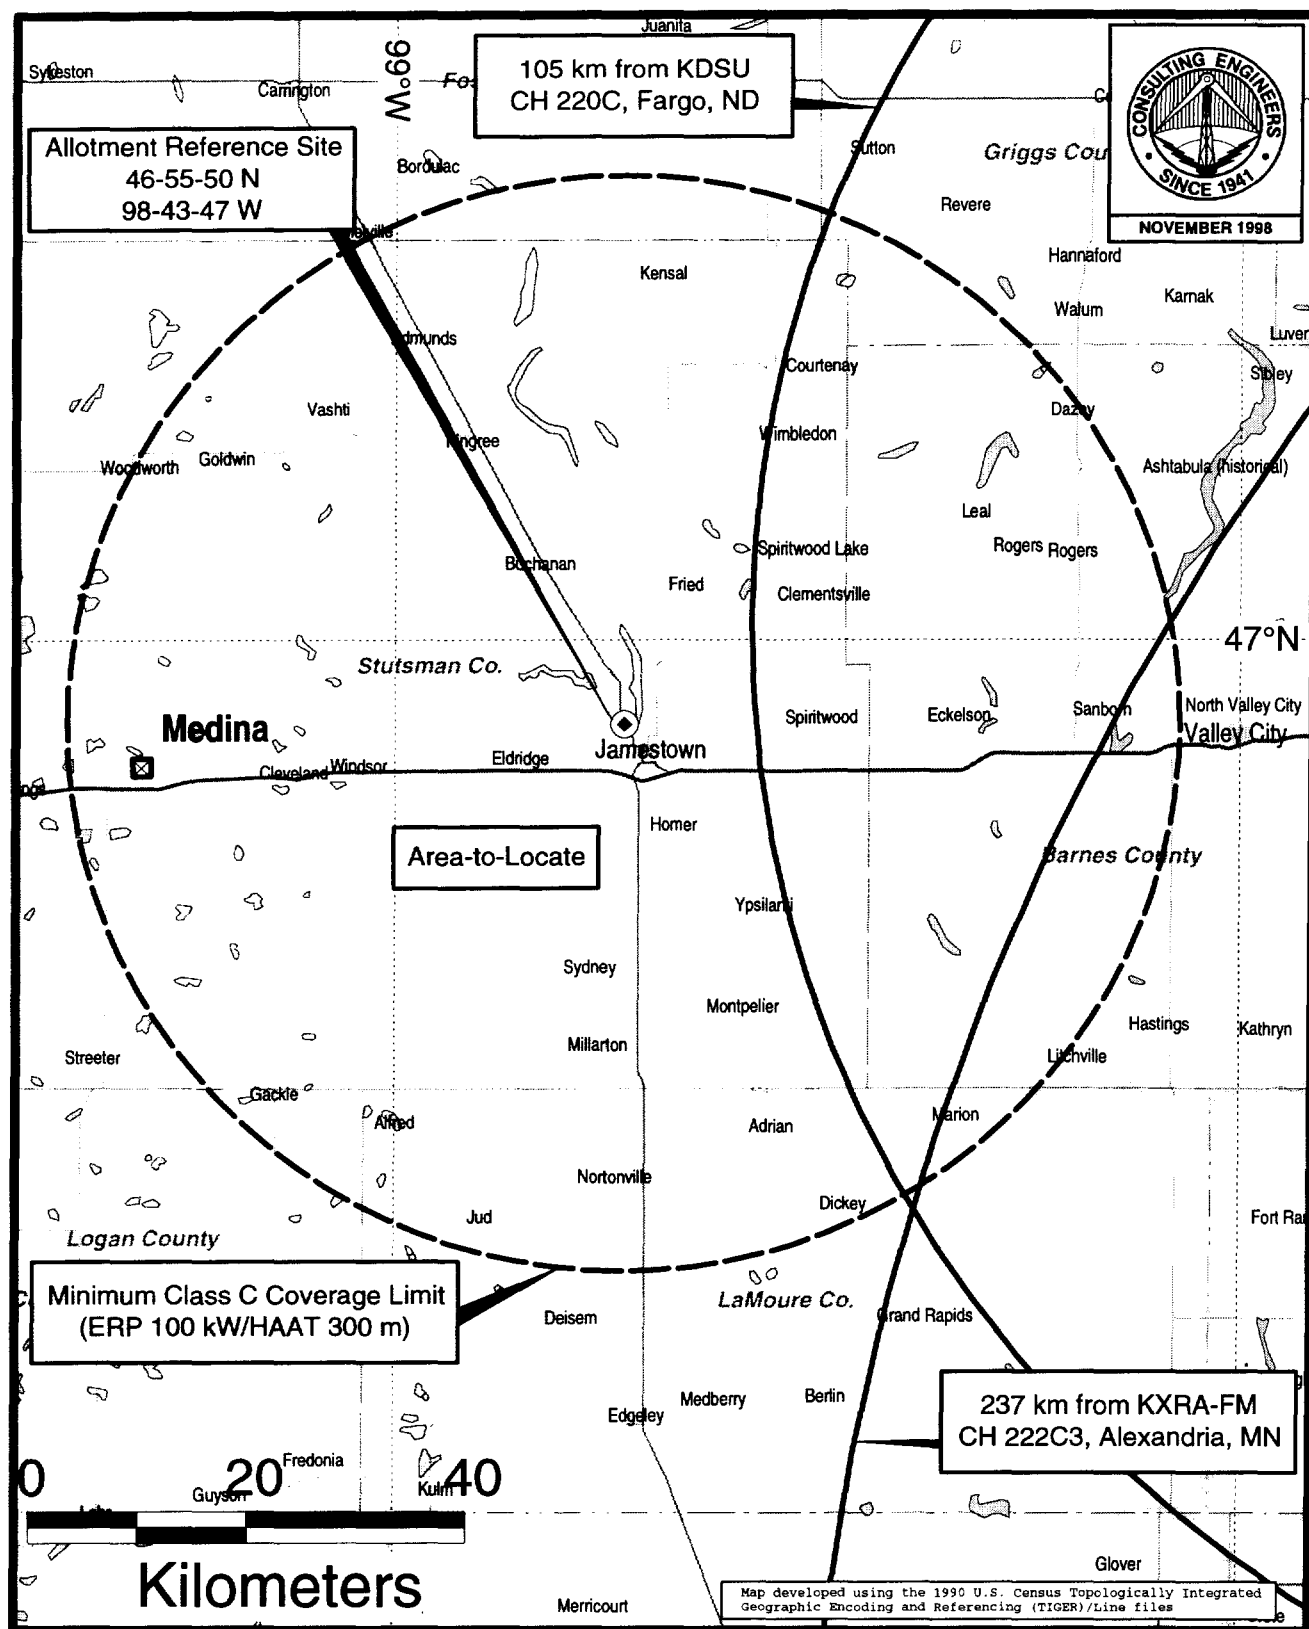 Juanita
Sykeston
Carrington
99°W
105 km from KDSU
CH 220C, Fargo, ND
CONSULTING ENGINEERS
• SINCE 1941 •
NOVEMBER 1998
Allotment Reference Site
46-55-50 N
98-43-47 W
Bordulac
Sutton
Griggs Cou
Revere
Hannaford
Kensal
Walum
Karnak
Luver
Edmunds
Courtenay
Sibley
Vashti
Dazey
Wimbledon
Pingree
Woodworth
Goldwin
Ashtabula (historical)
Leal
Spiritwood Lake
Rogers Rogers
Buchanan
Fried
Clementsville
47°N
Stutsman Co.
Medina
Spiritwood
Eckelson
Sanborn
North Valley City
Valley City
Jamestown
Eldridge
Windsor
Cleveland
Homer
Area-to-Locate
Barnes County
Ypsilanti
Sydney
Montpelier
Hastings
Kathryn
Millarton
Streeter
Litchville
Gackle
Alfred
Adrian
Marion
Nortonville
Dickey
Jud
Fort Ran
Logan County
Minimum Class C Coverage Limit
(ERP 100 kW/HAAT 300 m)
LaMoure Co.
Deisem
Grand Rapids
Medberry
Berlin
Edgeley
237 km from KXRA-FM
CH 222C3, Alexandria, MN
Fredonia
0 20 40
Guyson
Kulm
Kilometers
Glover
Merricourt
Map developed using the 1990 U.S. Census Topologically Integrated
Geographic Encoding and Referencing (TIGER)/Line files